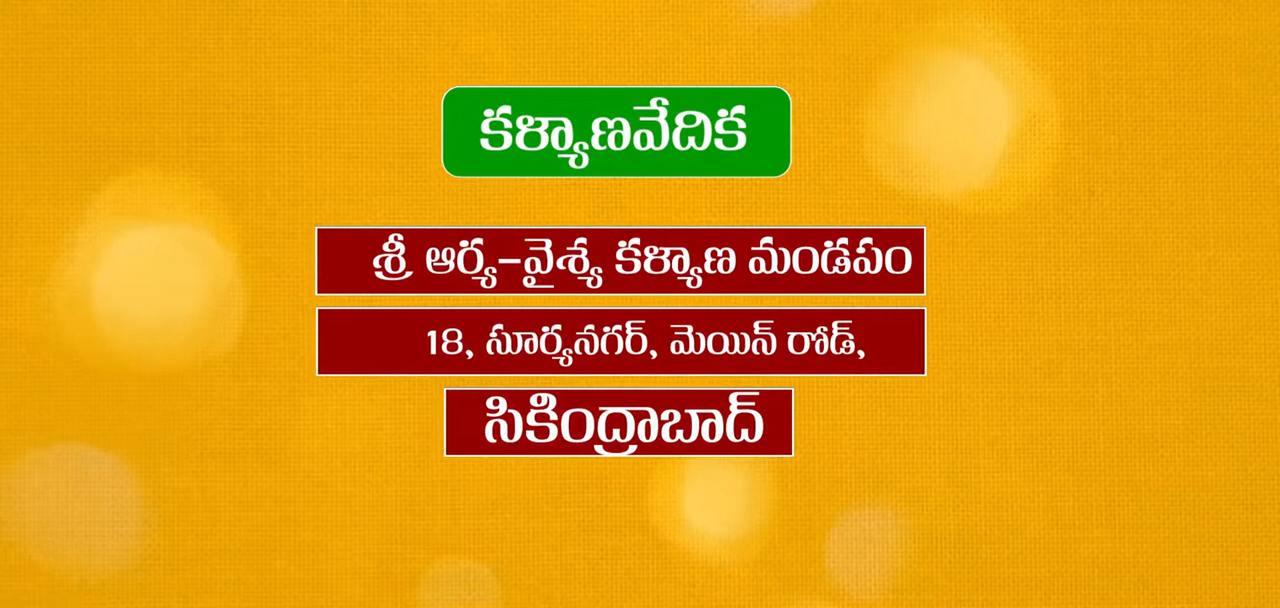 కళ్యాణవేదిక
శ్రీ ఆర్య-వైశ్య కళ్యాణ మండపం
18, సూర్యనగర్, మెయిన్ రోడ్,
సికింద్రాబాద్